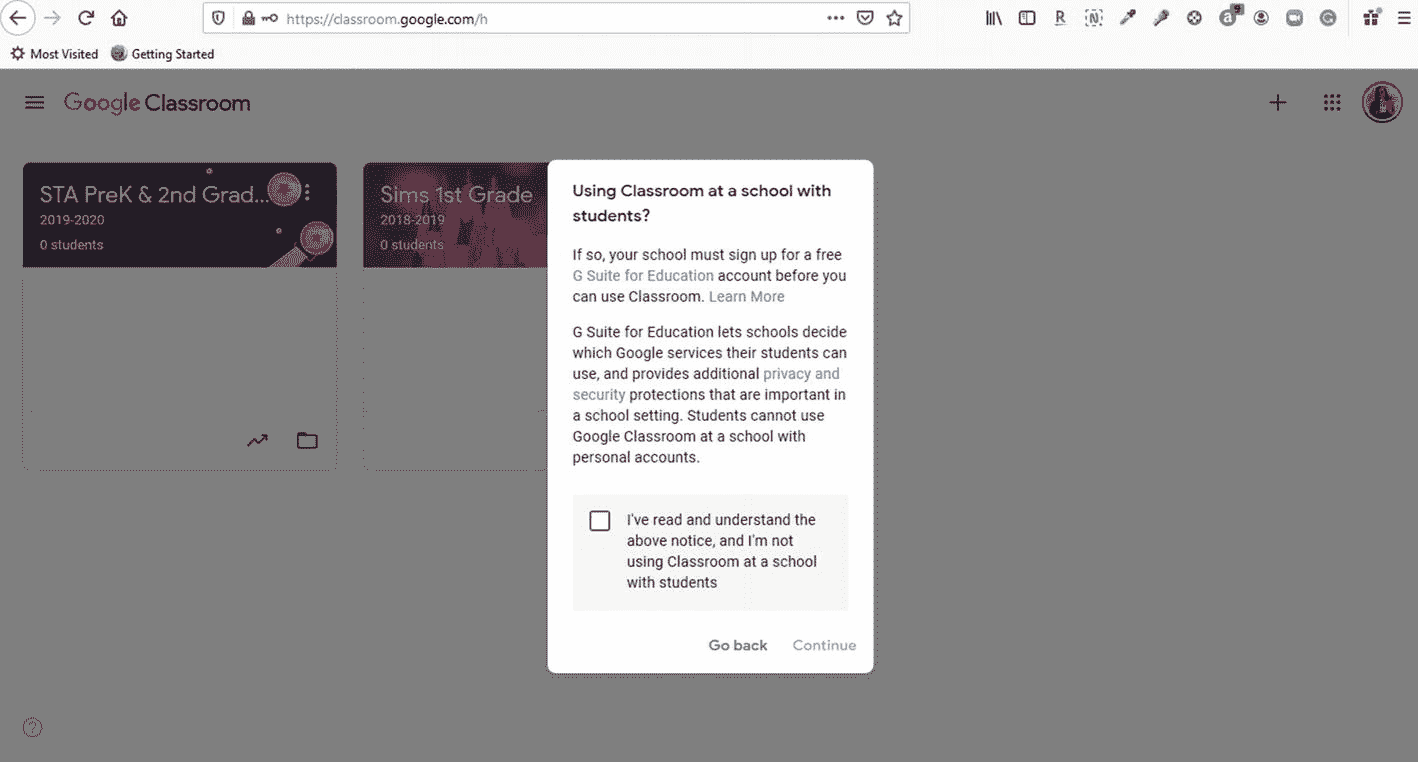 https://classroom.google.com/h
Most Visited
Getting Started
Google Classroom
STA PreK & 2nd Grad...
2019-2020
0 students
Sims 1st Grade
2018-2019
0 students
Using Classroom at a school with
students?
If so, your school must sign up for a free
G Suite for Education account before you
can use Classroom. Learn More
G Suite for Education lets schools decide
which Google services their students can
use, and provides additional privacy and
security protections that are important in
a school setting. Students cannot use
Google Classroom at a school with
personal accounts.
I've read and understand the
above notice, and I'm not
using Classroom at a school
with students
Go back Continue